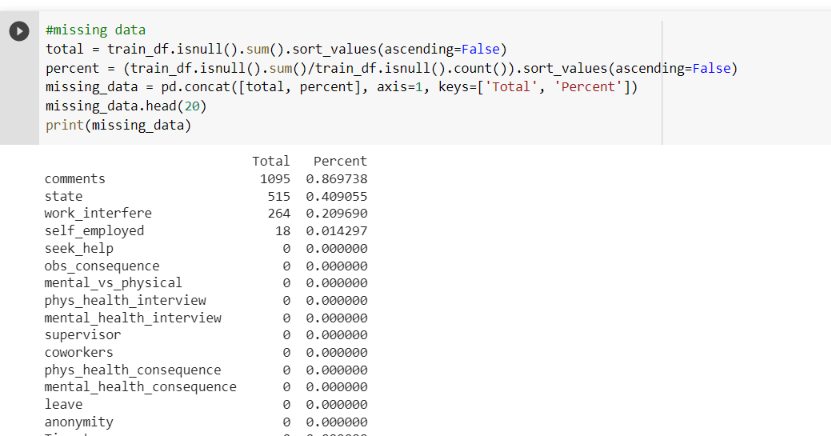 #missing data
total = train_df.isnull().sum().sort_values(ascending=False)
percent = (train_df.isnull().sum()/train_df.isnull().count()).sort_values(ascending=False)
missing_data = pd.concat([total, percent], axis=1, keys=['Total', 'Percent'])
missing_data.head(20)
print(missing_data)
Total Percent
comments 1095 0.869738
state 515 0.409055
work_interfere 264 0.209690
self_employed 18 0.014297
seek_help 0 0.000000
obs_consequence 0 0.000000
mental_vs_physical 0 0.000000
phys_health_interview 0 0.000000
mental_health_interview 0 0.000000
supervisor 0 0.000000
coworkers 0 0.000000
phys_health_consequence 0 0.000000
mental_health_consequence 0 0.000000
leave 0 0.000000
anonymity 0 0.000000